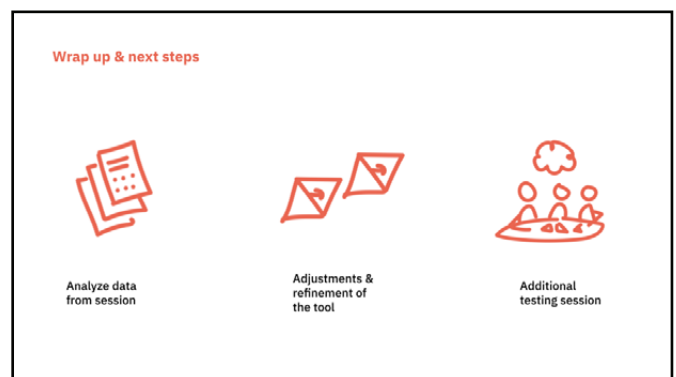 Wrap up & next steps
Analyze data
from session
Adjustments &
refinement of
the tool
Additional
testing session